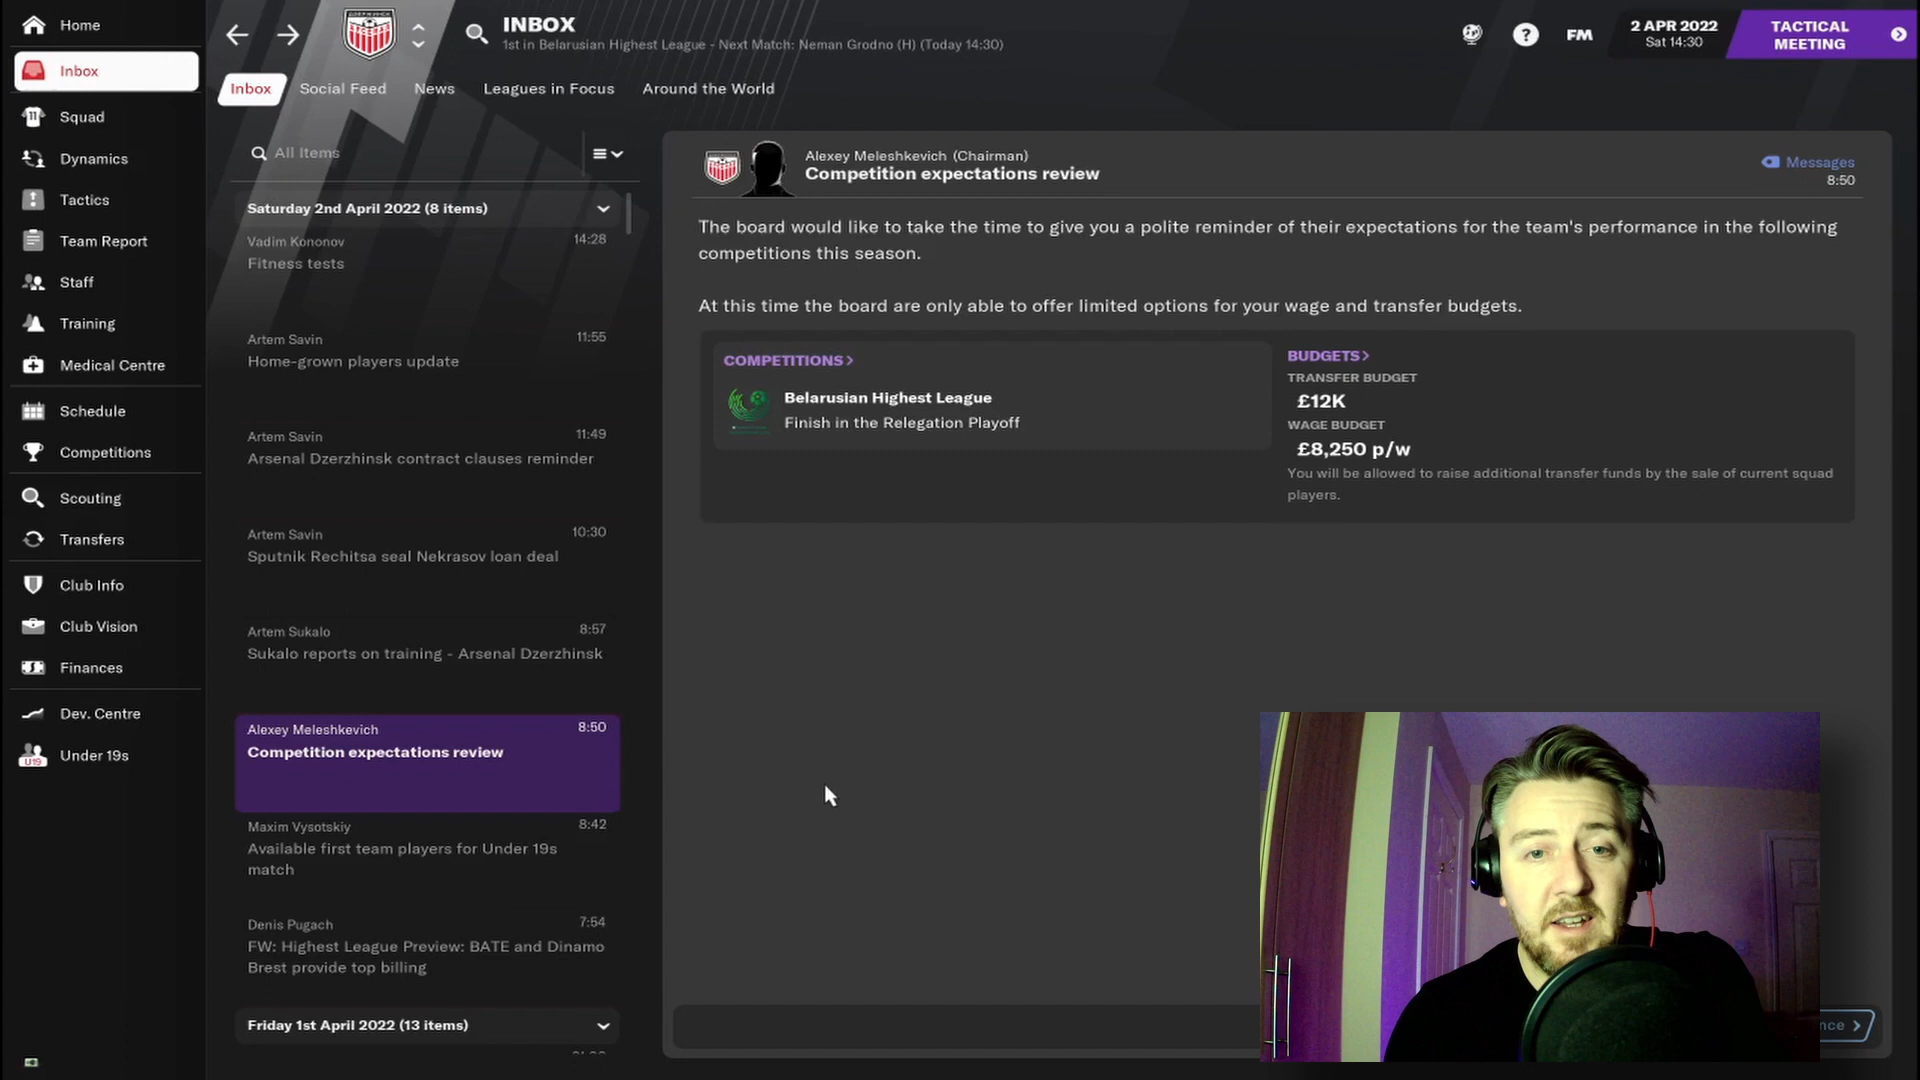 Home
Inbox
Squad
Dynamics
Tactics
Team Report
Staff
Training
Medical Centre
Schedule
Competitions
Scouting
Transfers
Club Info
Club Vision
Finances
Dev. Centre
Under 19s
U19
INBOX
1st in Belarusian Highest League - Next Match: Neman Grodno (H) (Today 14:30)
FM
2 APR 2022
Sat 14:30
TACTICAL
MEETING
Inbox
Social Feed
News
Leagues in Focus
Around the World
All Items
Saturday 2nd April 2022 (8 items)
Vadim Kononov 14:28
Fitness tests
Artem Savin 11:55
Home-grown players update
Artem Savin 11:49
Arsenal Dzerzhinsk contract clauses reminder
Artem Savin 10:30
Sputnik Rechitsa seal Nekrasov loan deal
Artem Sukalo 8:57
Sukalo reports on training - Arsenal Dzerzhinsk
Alexey Meleshkevich 8:50
Competition expectations review
Maxim Vysotskiy 8:42
Available first team players for Under 19s
match
Denis Pugach 7:54
FW: Highest League Preview: BATE and Dinamo
Brest provide top billing
Friday 1st April 2022 (13 items)
Alexey Meleshkevich (Chairman)
Competition expectations review
Messages
8:50
The board would like to take the time to give you a polite reminder of their expectations for the team's performance in the following
competitions this season.
At this time the board are only able to offer limited options for your wage and transfer budgets.
COMPETITIONS >
Belarusian Highest League
Finish in the Relegation Playoff
BUDGETS >
TRANSFER BUDGET
£12K
WAGE BUDGET
£8,250 p/w
You will be allowed to raise additional transfer funds by the sale of current squad
players.